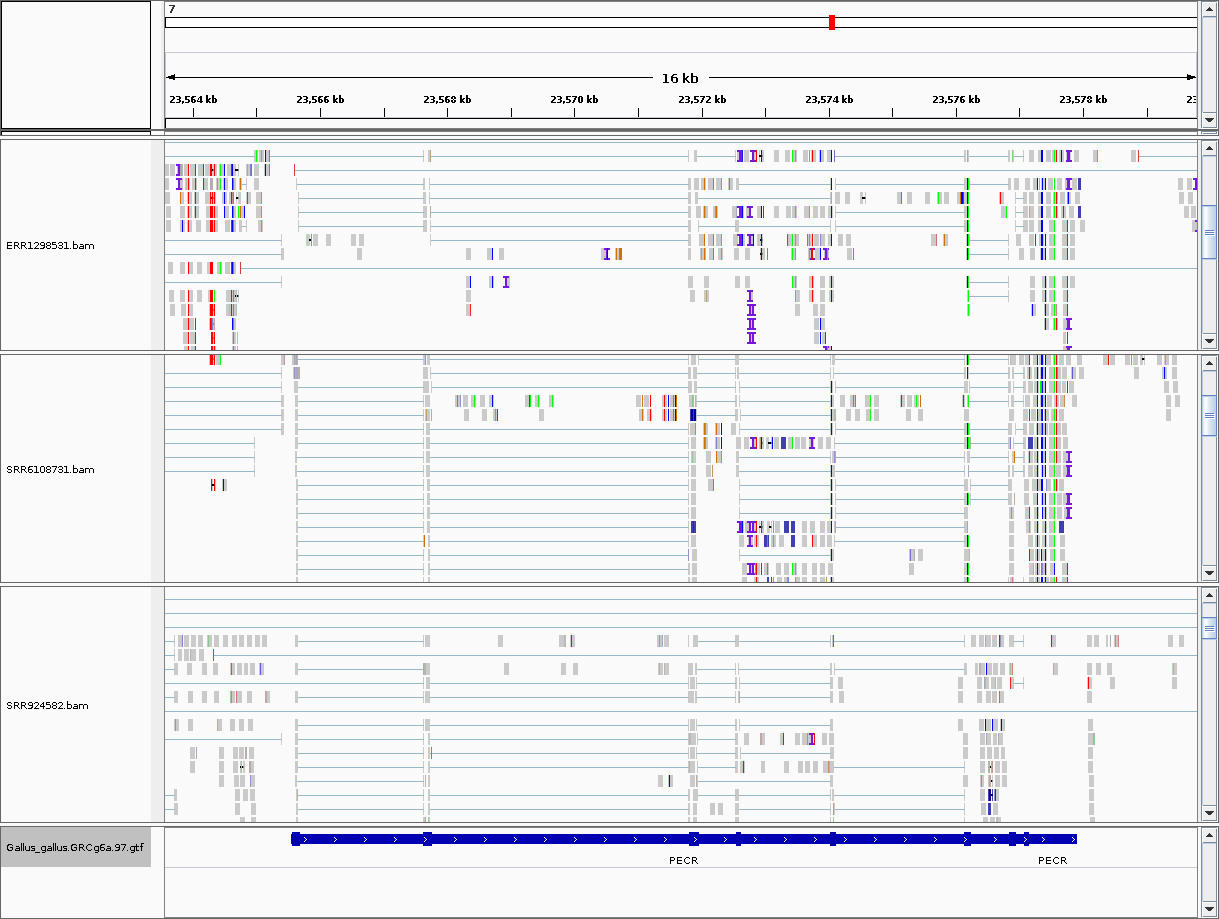 7
16 kb
23,564 kb 23,566 kb 23,568 kb 23,570 kb 23,572 kb 23,574 kb 23,576 kb 23,578 kb 23
ERR1298531.bam
SRR6108731.bam
SRR924582.bam
Gallus_gallus.GRCg6a.97.gtf
PECR PECR